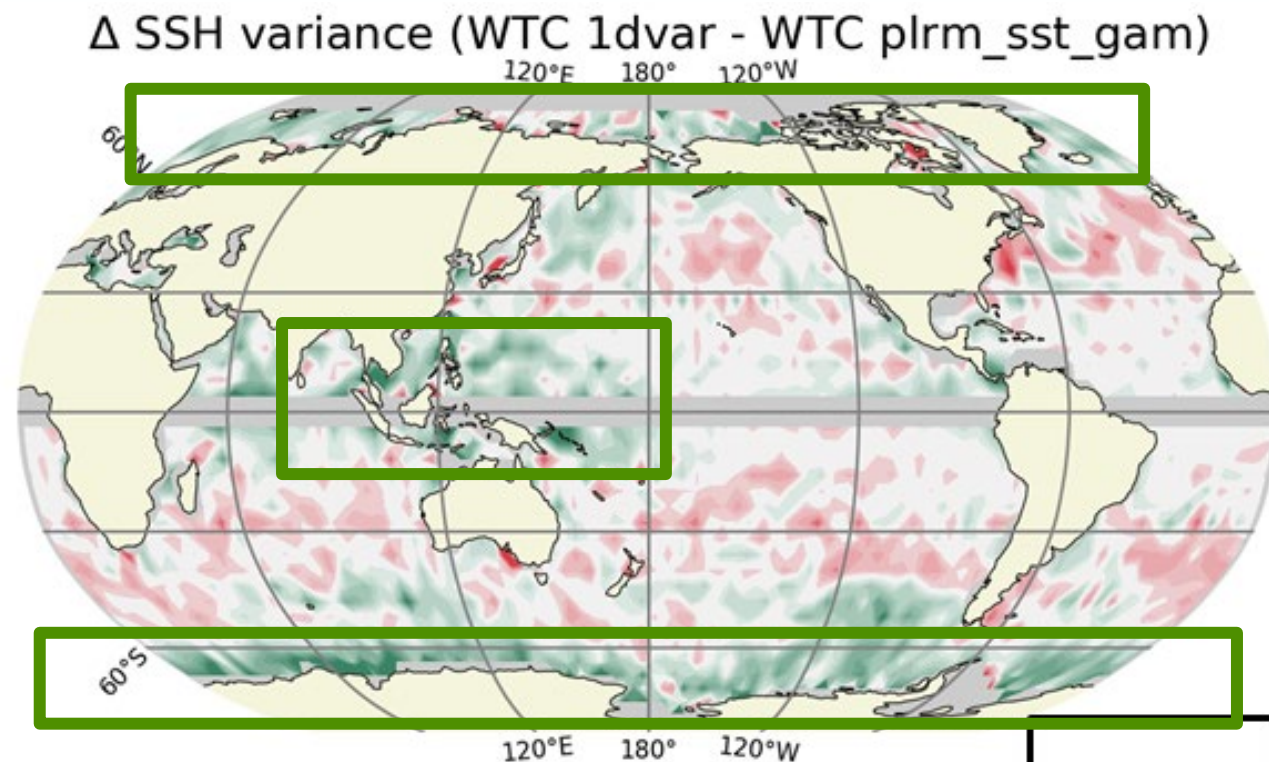 Δ SSH variance (WTC 1dvar - WTC plrm_sst_gam)
120°E 180° 120°W
60°N
60°S
120°E 180° 120°W